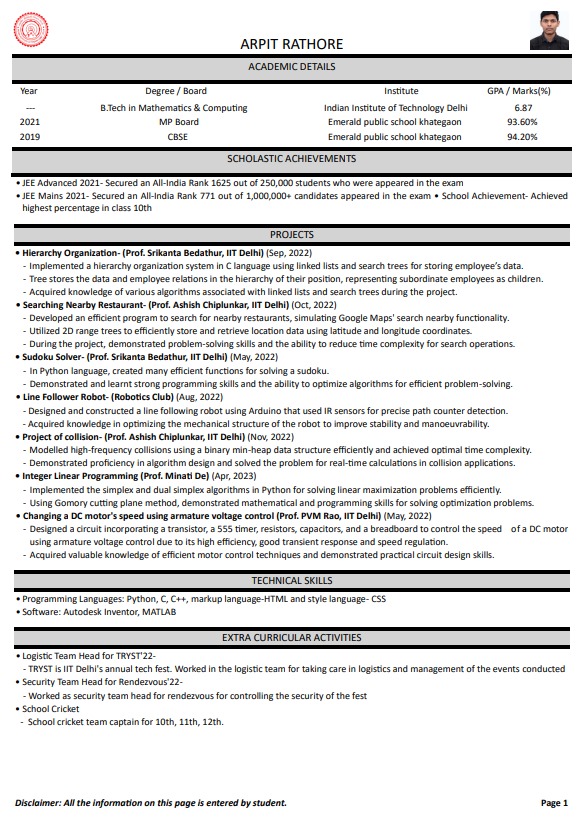 ARPIT RATHORE
ACADEMIC DETAILS
Year Degree / Board Institute GPA / Marks(%)
--- B.Tech in Mathematics & Computing Indian Institute of Technology Delhi 6.87
2021 MP Board Emerald public school khategaon 93.60%
2019 CBSE Emerald public school khategaon 94.20%
SCHOLASTIC ACHIEVEMENTS
• JEE Advanced 2021- Secured an All-India Rank 1625 out of 250,000 students who were appeared in the exam
• JEE Mains 2021- Secured an All-India Rank 771 out of 1,000,000+ candidates appeared in the exam • School Achievement- Achieved
highest percentage in class 10th
PROJECTS
• Hierarchy Organization- (Prof. Srikanta Bedathur, IIT Delhi) (Sep, 2022)
- Implemented a hierarchy organization system in C language using linked lists and search trees for storing employee's data.
- Tree stores the data and employee relations in the hierarchy of their position, representing subordinate employees as children.
- Acquired knowledge of various algorithms associated with linked lists and search trees during the project.
• Searching Nearby Restaurant- (Prof. Ashish Chiplunkar, IIT Delhi) (Oct, 2022)
- Developed an efficient program to search for nearby restaurants, simulating Google Maps' search nearby functionality.
- Utilized 2D range trees to efficiently store and retrieve location data using latitude and longitude coordinates.
- During the project, demonstrated problem-solving skills and the ability to reduce time complexity for search operations.
• Sudoku Solver- (Prof. Srikanta Bedathur, IIT Delhi) (May, 2022)
- In Python language, created many efficient functions for solving a sudoku.
- Demonstrated and learnt strong programming skills and the ability to optimize algorithms for efficient problem-solving.
• Line Follower Robot- (Robotics Club) (Aug, 2022)
- Designed and constructed a line following robot using Arduino that used IR sensors for precise path counter detection.
- Acquired knowledge in optimizing the mechanical structure of the robot to improve stability and manoeuvrability.
• Project of collision- (Prof. Ashish Chiplunkar, IIT Delhi) (Nov, 2022)
- Modelled high-frequency collisions using a binary min-heap data structure efficiently and achieved optimal time complexity.
- Demonstrated proficiency in algorithm design and solved the problem for real-time calculations in collision applications.
• Integer Linear Programming (Prof. Minati De) (Apr, 2023)
- Implemented the simplex and dual simplex algorithms in Python for solving linear maximization problems efficiently.
- Using Gomory cutting plane method, demonstrated mathematical and programming skills for solving optimization problems.
• Changing a DC motor's speed using armature voltage control (Prof. PVM Rao, IIT Delhi) (May, 2022)
- Designed a circuit incorporating a transistor, a 555 timer, resistors, capacitors, and a breadboard to control the speed of a DC motor
using armature voltage control due to its high efficiency, good transient response and speed regulation.
- Acquired valuable knowledge of efficient motor control techniques and demonstrated practical circuit design skills.
TECHNICAL SKILLS
• Programming Languages: Python, C, C++, markup language-HTML and style language- CSS
• Software: Autodesk Inventor, MATLAB
EXTRA CURRICULAR ACTIVITIES
• Logistic Team Head for TRYST'22-
- TRYST is IIT Delhi's annual tech fest. Worked in the logistic team for taking care in logistics and management of the events conducted
• Security Team Head for Rendezvous'22-
- Worked as security team head for rendezvous for controlling the security of the fest
• School Cricket
- School cricket team captain for 10th, 11th, 12th.
Disclaimer: All the information on this page is entered by student. Page 1